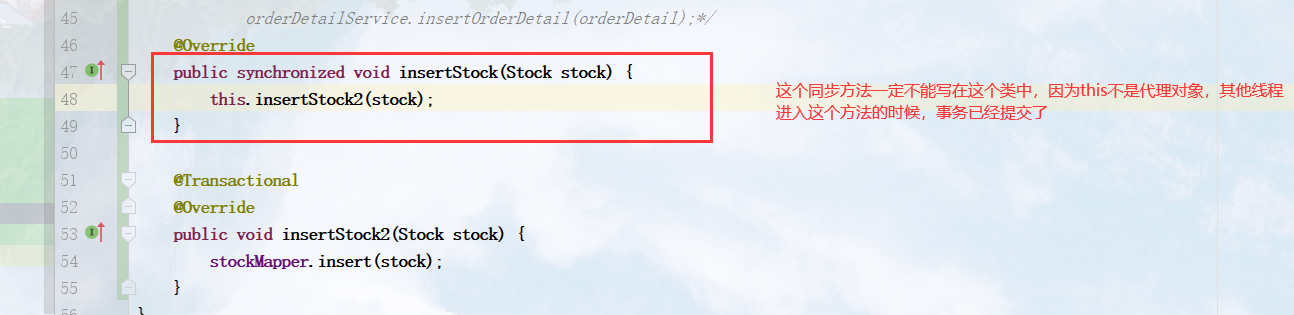 45 orderDetailService.insertOrderDetail(orderDetail);*/
46 @Override
47 public synchronized void insertStock(Stock stock) {
48 this.insertStock2(stock);
这个同步方法一定不能写在这个类中，因为this不是代理对象，其他线程
进入这个方法的时候，事务已经提交了
49 }
50
51 @Transactional
52 @Override
53 public void insertStock2(Stock stock) {
54 stockMapper.insert(stock);
55 }
56 }